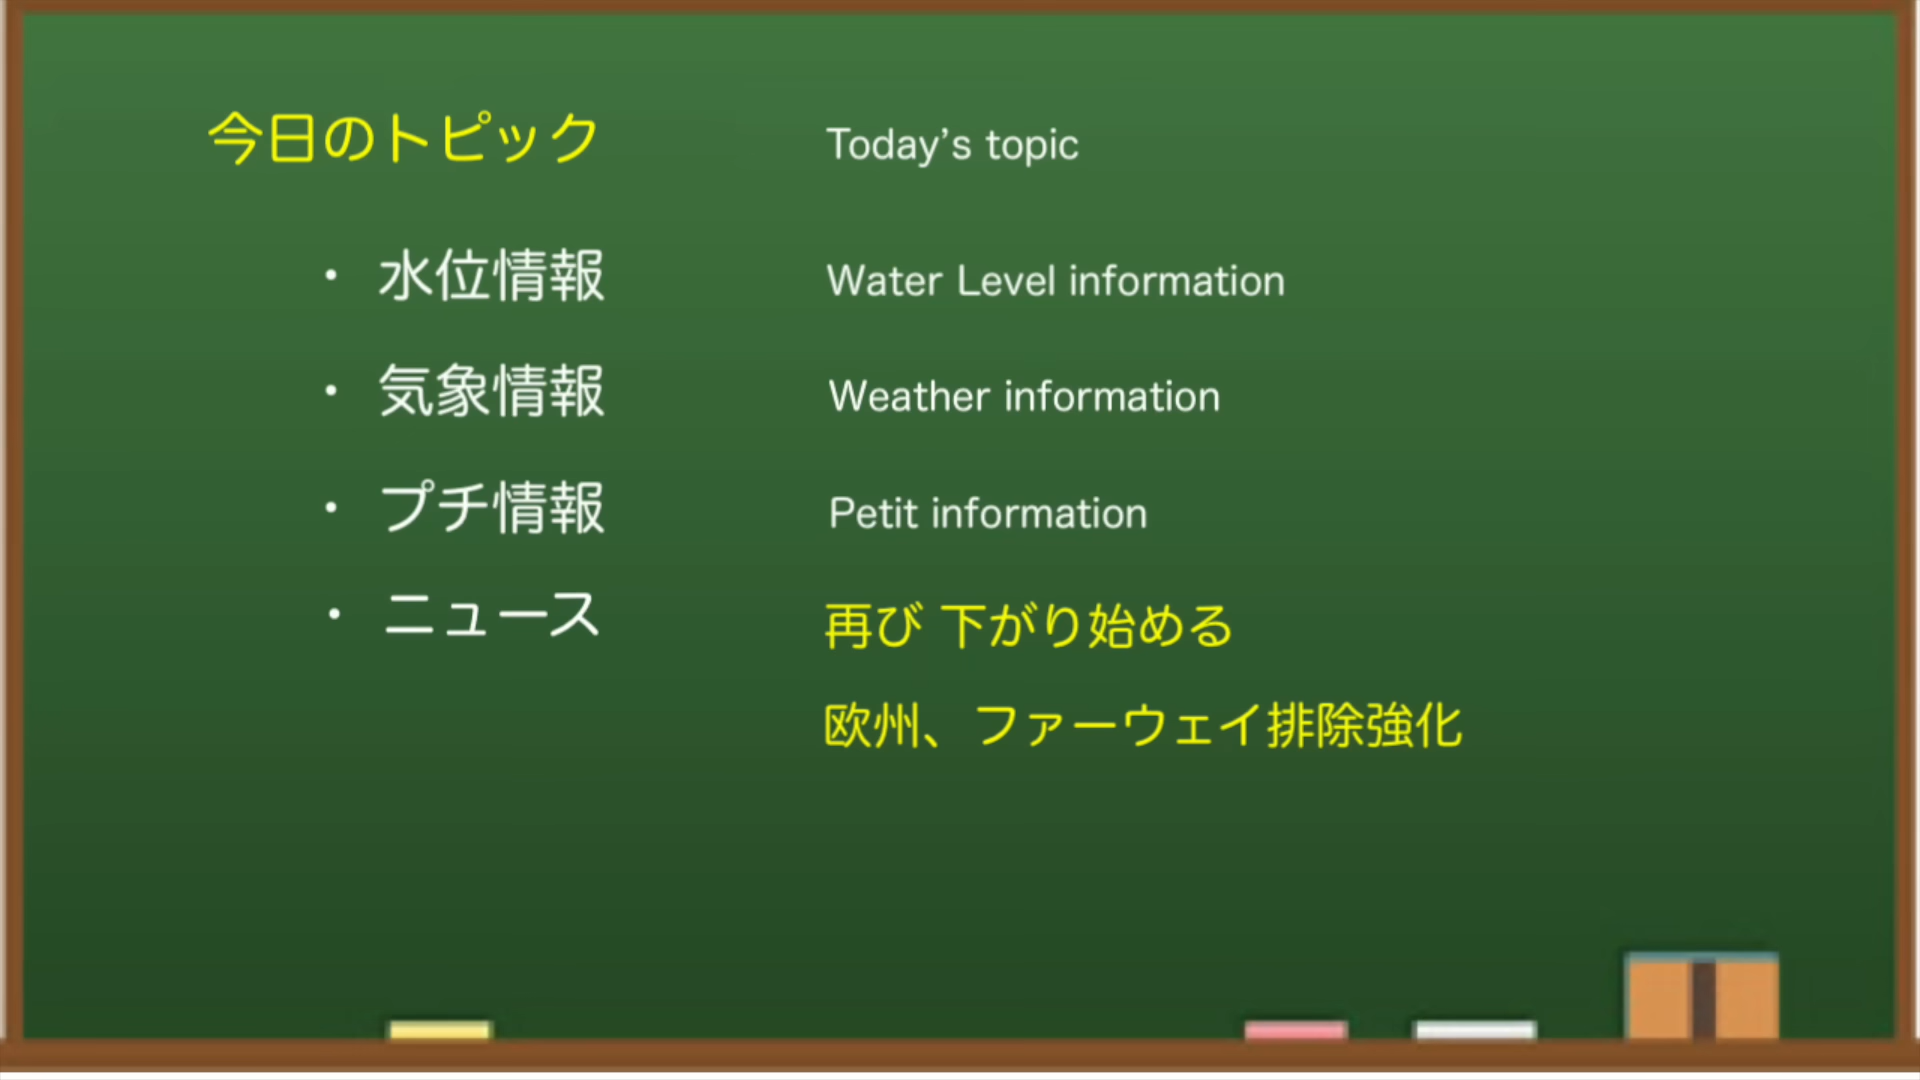 今日のトピック Today's topic
・ 水位情報 Water Level information
・ 気象情報 Weather information
・ プチ情報 Petit information
・ ニュース 再び 下がり始める
欧州、ファーウェイ排除強化